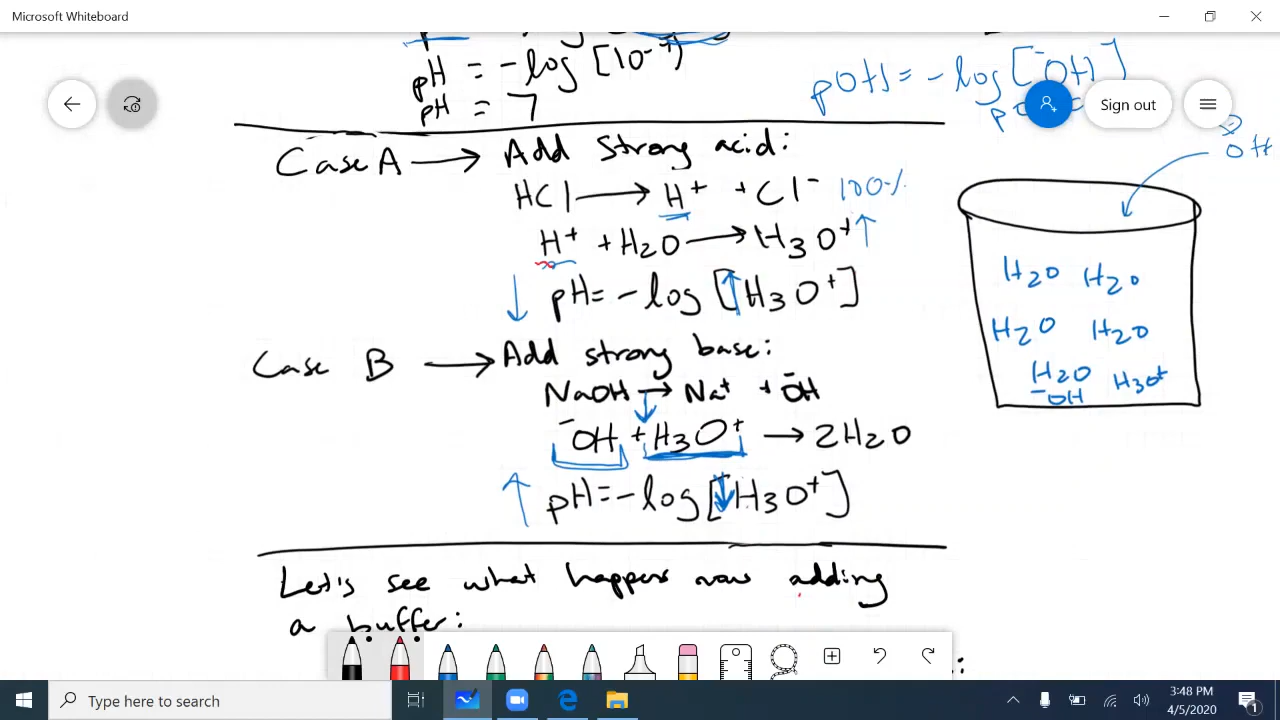 Microsoft Whiteboard
pH = -log [10⁻⁷]
pH = 7
pOH = -log [⁻OH]
Sign out
Case A → Add strong acid:
HCl → H⁺ + Cl⁻ 100%
H⁺ + H2O → H3O⁺ ↑
↓ pH = -log [↑H3O⁺]
Case B → Add strong base:
NaOH → Na⁺ + ⁻OH
⁻OH + H3O⁺ → 2H2O
↑ pH = -log [↓H3O⁺]
OH
H2O H2O
H2O H2O
H2O H3O⁺
⁻OH
Let's see what happens now adding
a buffer:
Type here to search
3:48 PM
4/5/2020
1